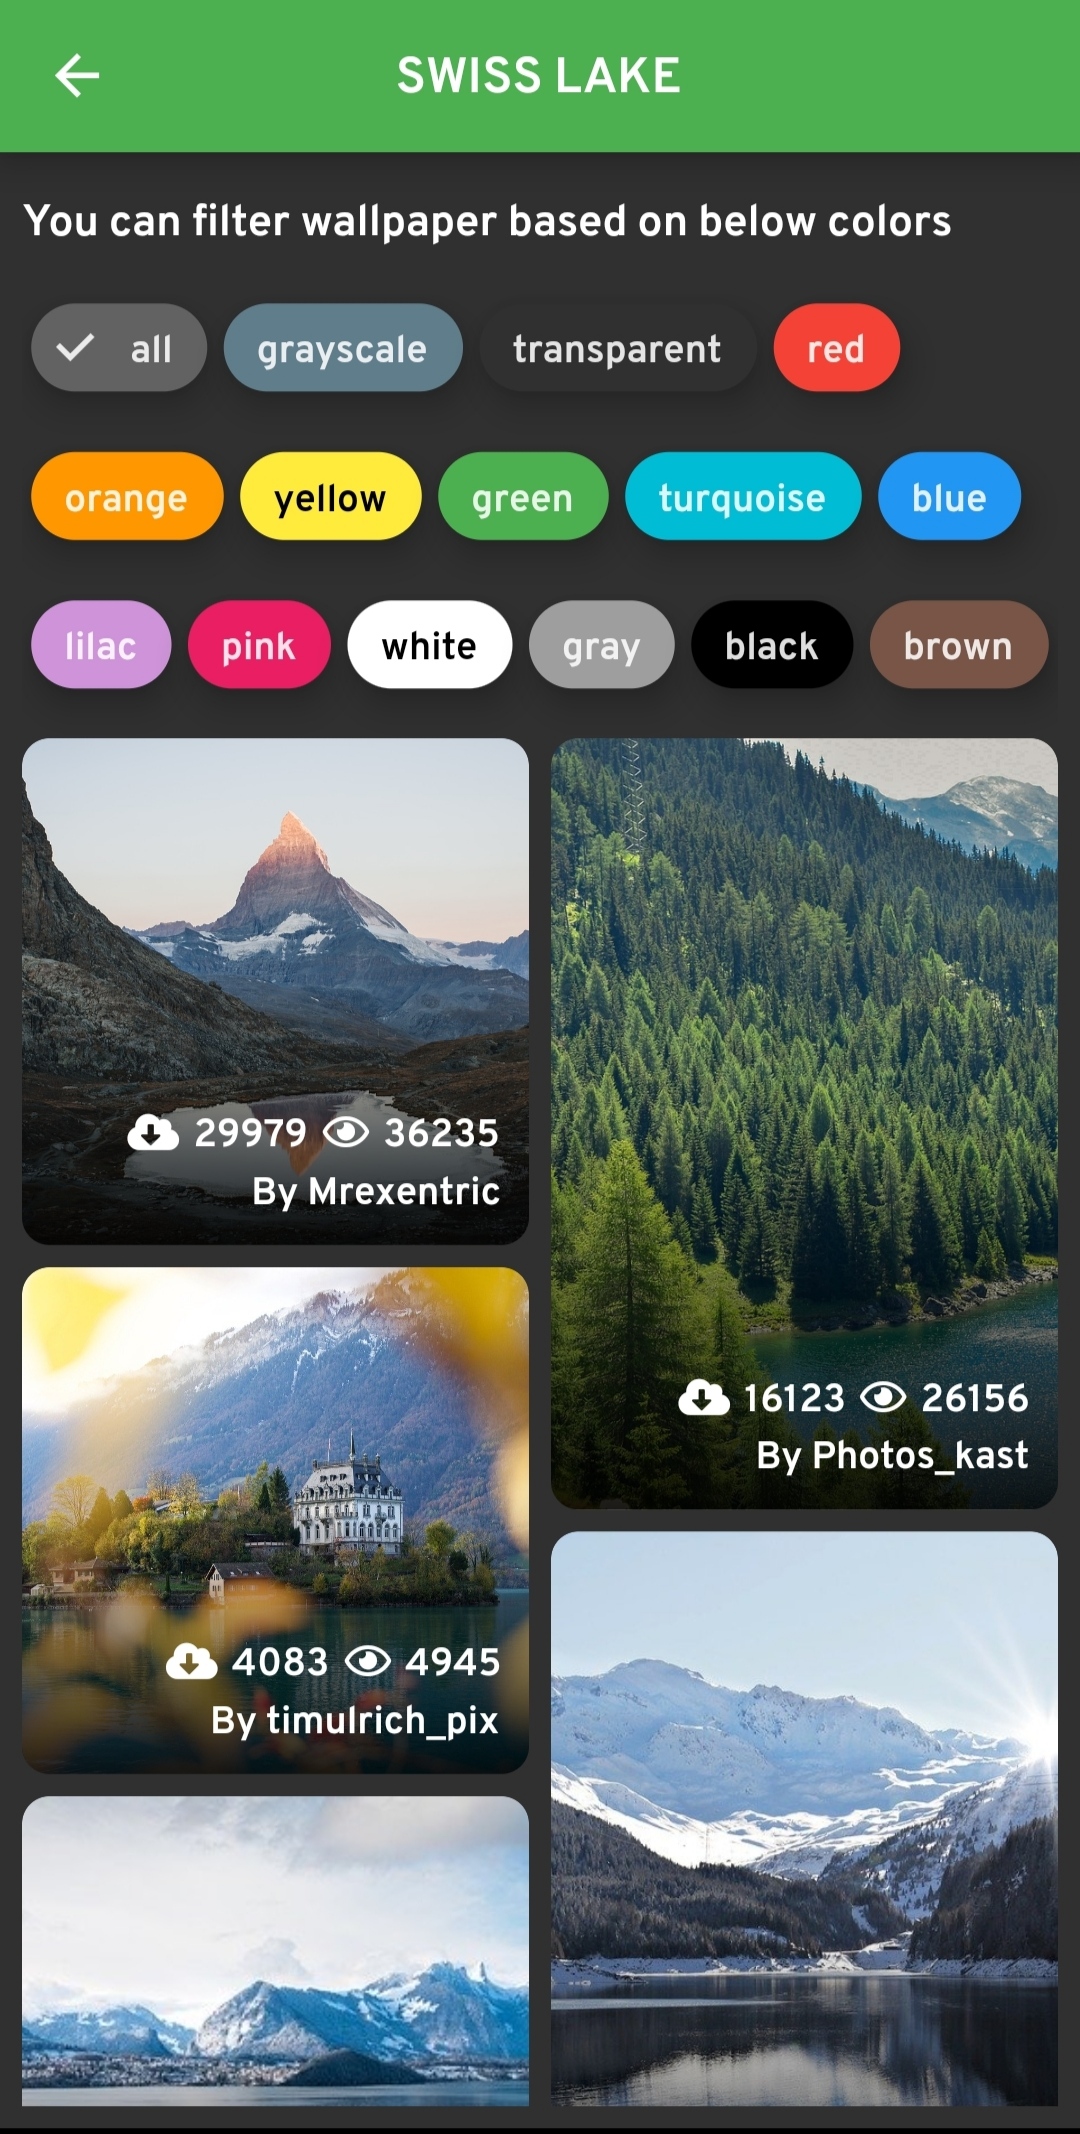 SWISS LAKE
You can filter wallpaper based on below colors
all grayscale transparent red
orange yellow green turquoise blue
lilac pink white gray black brown
29979 36235
By Mrexentric
16123 26156
By Photos_kast
4083 4945
By timulrich_pix